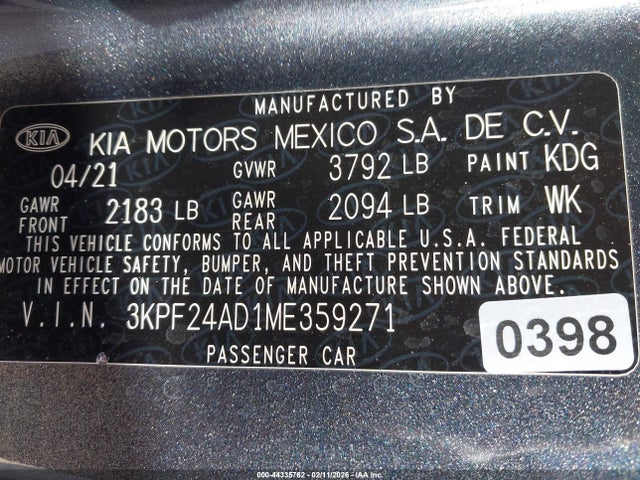 MANUFACTURED BY
KIA KIA MOTORS MEXICO S.A. DE C.V.
04/21 GVWR 3792 LB PAINT KDG
GAWR FRONT 2183 LB GAWR REAR 2094 LB TRIM WK
THIS VEHICLE CONFORMS TO ALL APPLICABLE U.S.A. FEDERAL
MOTOR VEHICLE SAFETY, BUMPER, AND THEFT PREVENTION STANDARDS
IN EFFECT ON THE DATE OF MANUFACTURE SHOWN ABOVE.
V.I.N. 3KPF24AD1ME359271
PASSENGER CAR
0398
000-44335762 - 02/11/2026 - IAA Inc.